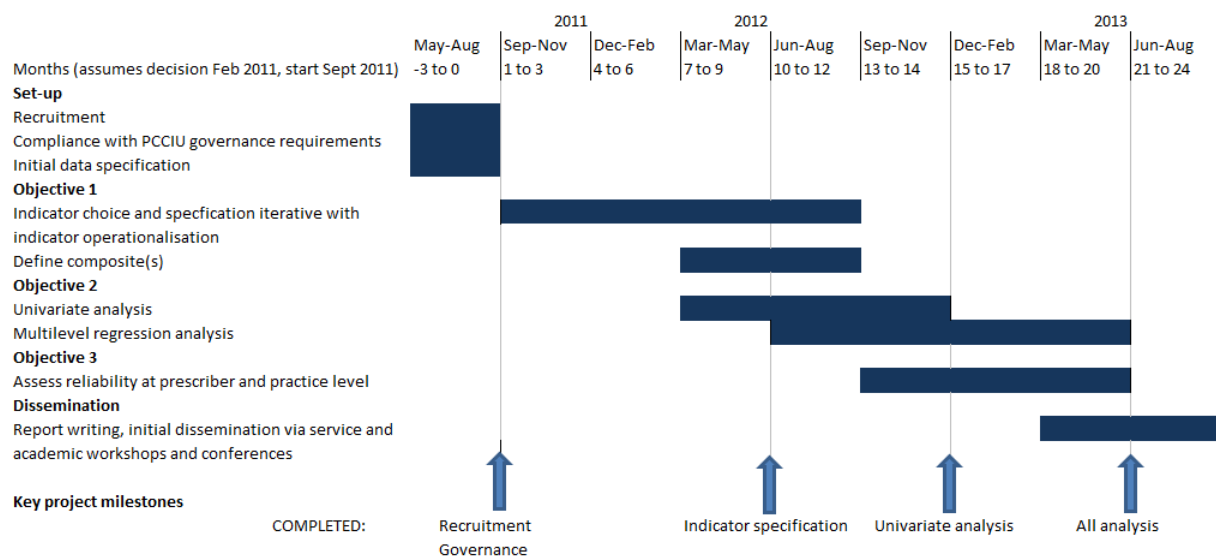 2011 2012 2013
May-Aug Sep-Nov Dec-Feb Mar-May Jun-Aug Sep-Nov Dec-Feb Mar-May Jun-Aug
Months (assumes decision Feb 2011, start Sept 2011) -3 to 0 1 to 3 4 to 6 7 to 9 10 to 12 13 to 14 15 to 17 18 to 20 21 to 24
Set-up
Recruitment
Compliance with PCCIU governance requirements
Initial data specification
Objective 1
Indicator choice and specfication iterative with
indicator operationalisation
Define composite(s)
Objective 2
Univariate analysis
Multilevel regression analysis
Objective 3
Assess reliability at prescriber and practice level
Dissemination
Report writing, initial dissemination via service and
academic workshops and conferences
Key project milestones
COMPLETED: Recruitment Indicator specification Univariate analysis All analysis
Governance